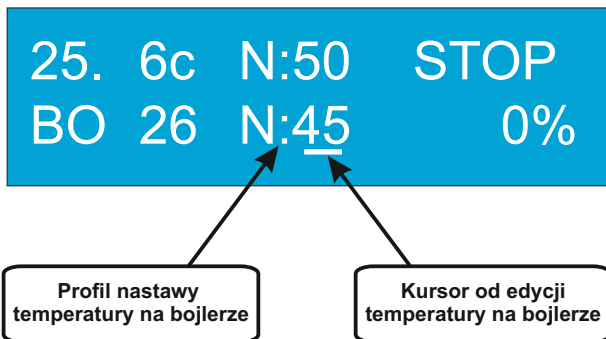 25. 6c N:50 STOP
BO 26 N:45 0%
Profil nastawy
temperatury na bojlerze
Kursor od edycji
temperatury na bojlerze